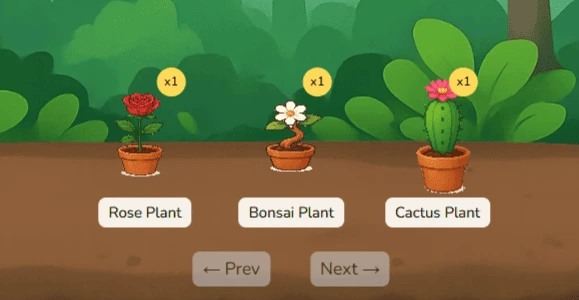 x1
x1
x1
Rose Plant
Bonsai Plant
Cactus Plant
← Prev
Next →